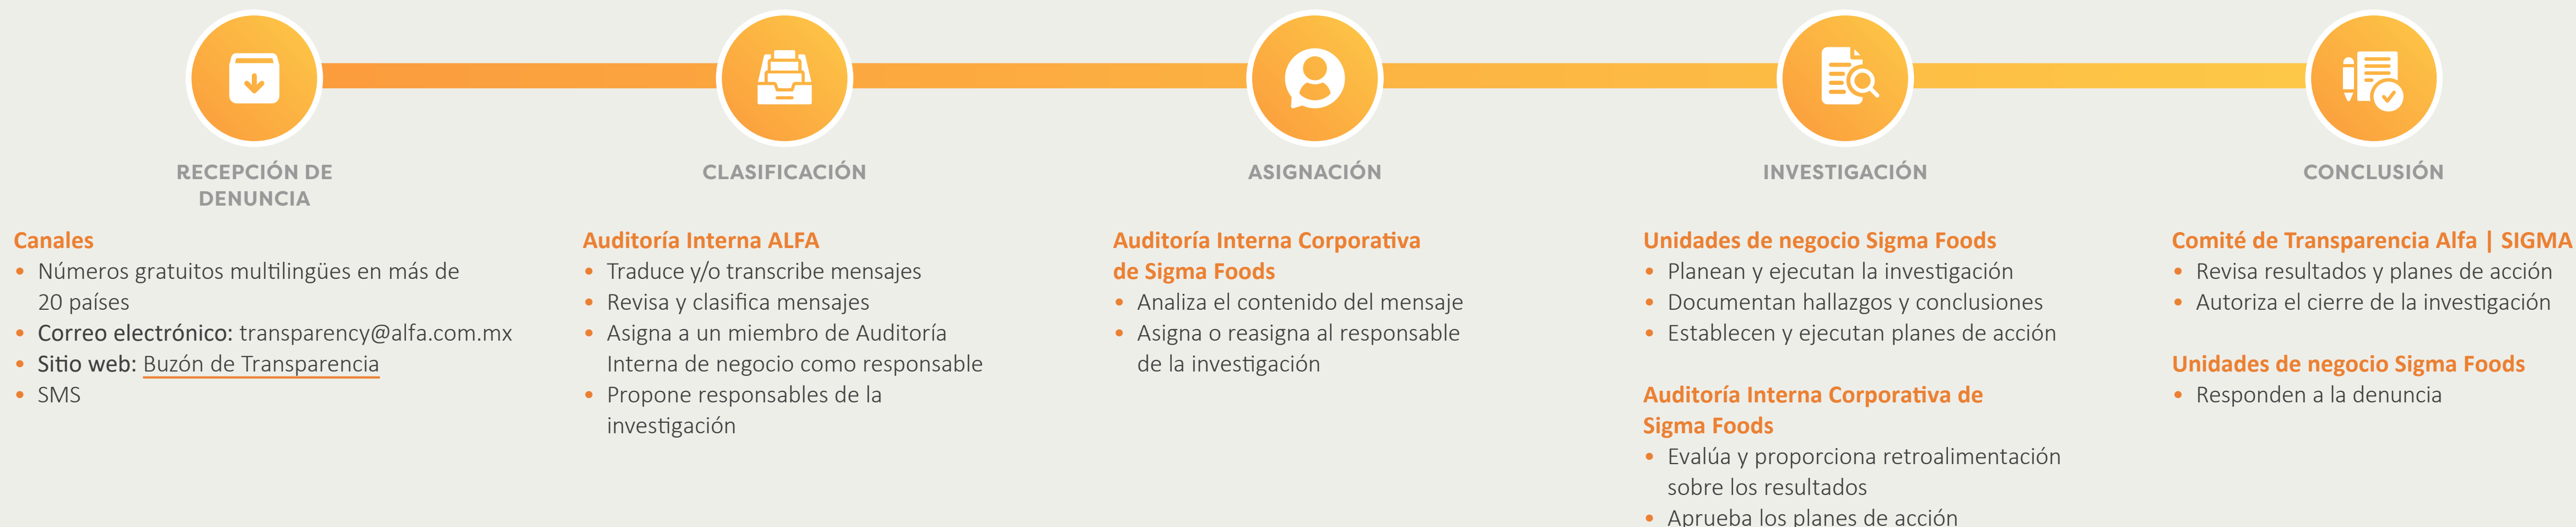 RECEPCIÓN DE
DENUNCIA
Canales
• Números gratuitos multilingües en más de
20 países
• Correo electrónico: transparency@alfa.com.mx
• Sitio web: Buzón de Transparencia
• SMS
CLASIFICACIÓN
Auditoría Interna ALFA
• Traduce y/o transcribe mensajes
• Revisa y clasifica mensajes
• Asigna a un miembro de Auditoría
Interna de negocio como responsable
• Propone responsables de la
investigación
ASIGNACIÓN
Auditoría Interna Corporativa
de Sigma Foods
• Analiza el contenido del mensaje
• Asigna o reasigna al responsable
de la investigación
INVESTIGACIÓN
Unidades de negocio Sigma Foods
• Planean y ejecutan la investigación
• Documentan hallazgos y conclusiones
• Establecen y ejecutan planes de acción
Auditoría Interna Corporativa de
Sigma Foods
• Evalúa y proporciona retroalimentación
sobre los resultados
• Aprueba los planes de acción
CONCLUSIÓN
Comité de Transparencia Alfa | SIGMA
• Revisa resultados y planes de acción
• Autoriza el cierre de la investigación
Unidades de negocio Sigma Foods
• Responden a la denuncia